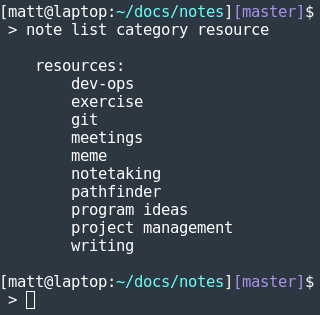 [matt@laptop:~/docs/notes][master]$
> note list category resource
resources:
dev-ops
exercise
git
meetings
meme
notetaking
pathfinder
program ideas
project management
writing
[matt@laptop:~/docs/notes][master]$
>